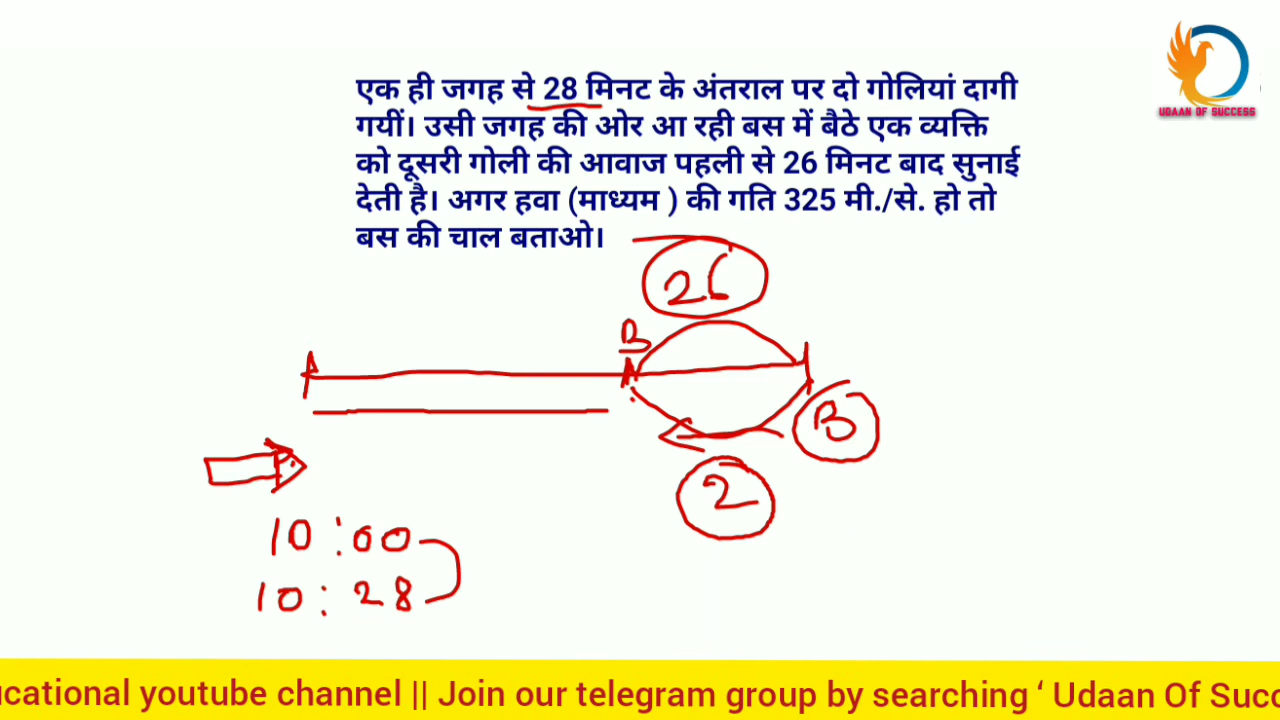 UDAAN OF SUCCESS
एक ही जगह से 28 मिनट के अंतराल पर दो गोलियां दागी
गयीं। उसी जगह की ओर आ रही बस में बैठे एक व्यक्ति
को दूसरी गोली की आवाज पहली से 26 मिनट बाद सुनाई
देती है। अगर हवा (माध्यम ) की गति 325 मी./से. हो तो
बस की चाल बताओ।
26
B
A
B
2
10:00
10:28
ucational youtube channel || Join our telegram group by searching ‘ Udaan Of Succ